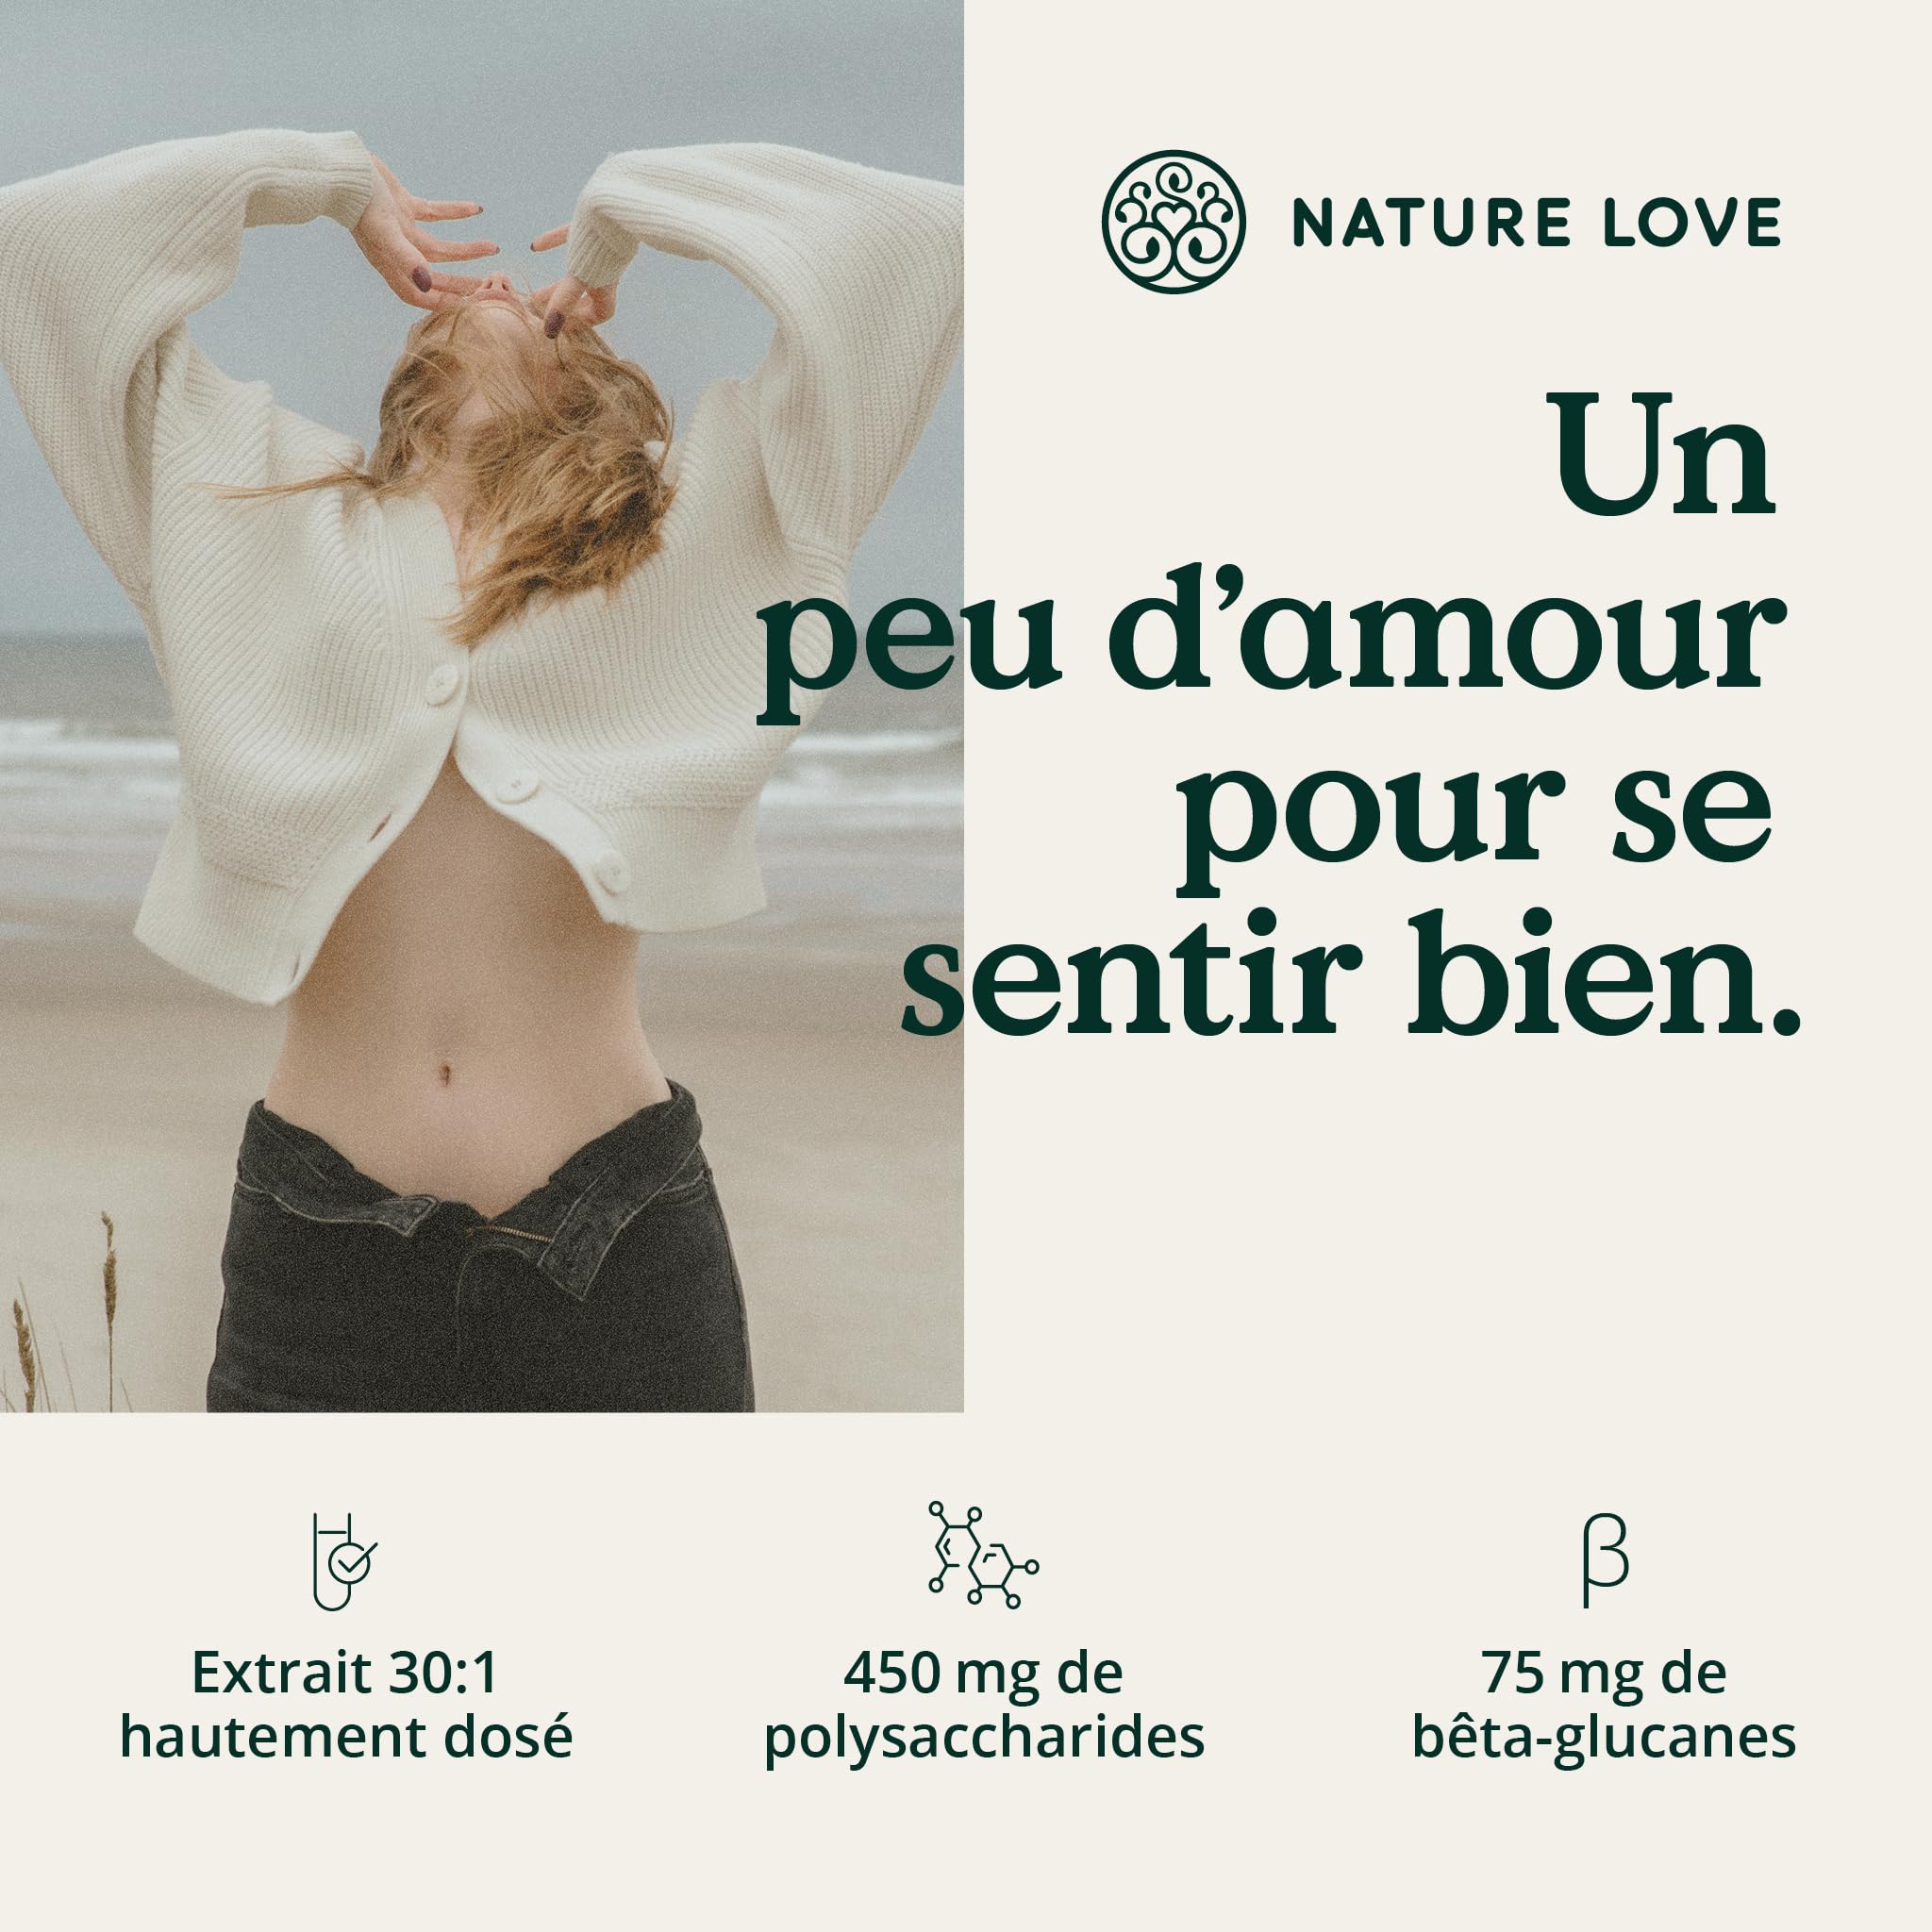 NATURE LOVE
Un
peu d’amour
pour se
sentir bien.
β
Extrait 30:1
hautement dosé
450 mg de
polysaccharides
75 mg de
bêta-glucanes